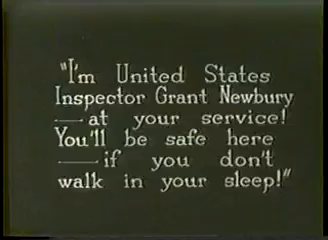 "I'm United States
Inspector Grant Newbury
—at your service!
You'll be safe here
—if you don't
walk in your sleep!"